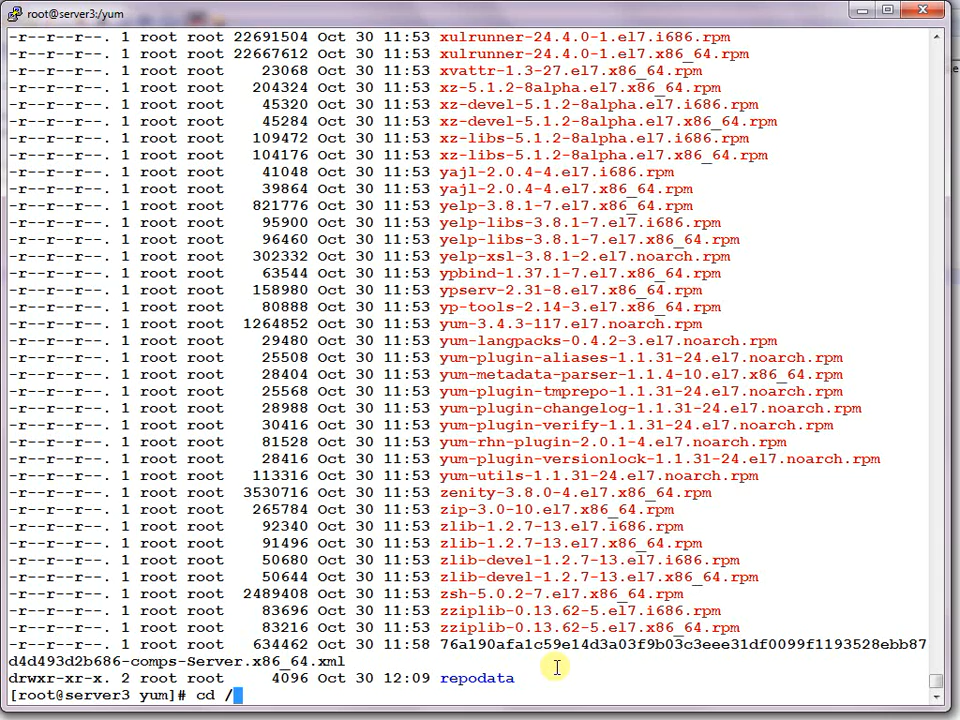 root@server3:/yum
-r--r--r--. 1 root root 22691504 Oct 30 11:53 xulrunner-24.4.0-1.el7.i686.rpm
-r--r--r--. 1 root root 22667612 Oct 30 11:53 xulrunner-24.4.0-1.el7.x86_64.rpm
-r--r--r--. 1 root root 23068 Oct 30 11:53 xvattr-1.3-27.el7.x86_64.rpm
-r--r--r--. 1 root root 204324 Oct 30 11:53 xz-5.1.2-8alpha.el7.x86_64.rpm
-r--r--r--. 1 root root 45320 Oct 30 11:53 xz-devel-5.1.2-8alpha.el7.i686.rpm
-r--r--r--. 1 root root 45284 Oct 30 11:53 xz-devel-5.1.2-8alpha.el7.x86_64.rpm
-r--r--r--. 1 root root 109472 Oct 30 11:53 xz-libs-5.1.2-8alpha.el7.i686.rpm
-r--r--r--. 1 root root 104176 Oct 30 11:53 xz-libs-5.1.2-8alpha.el7.x86_64.rpm
-r--r--r--. 1 root root 41048 Oct 30 11:53 yajl-2.0.4-4.el7.i686.rpm
-r--r--r--. 1 root root 39864 Oct 30 11:53 yajl-2.0.4-4.el7.x86_64.rpm
-r--r--r--. 1 root root 821776 Oct 30 11:53 yelp-3.8.1-7.el7.x86_64.rpm
-r--r--r--. 1 root root 95900 Oct 30 11:53 yelp-libs-3.8.1-7.el7.i686.rpm
-r--r--r--. 1 root root 96460 Oct 30 11:53 yelp-libs-3.8.1-7.el7.x86_64.rpm
-r--r--r--. 1 root root 302332 Oct 30 11:53 yelp-xsl-3.8.1-2.el7.noarch.rpm
-r--r--r--. 1 root root 63544 Oct 30 11:53 ypbind-1.37.1-7.el7.x86_64.rpm
-r--r--r--. 1 root root 158980 Oct 30 11:53 ypserv-2.31-8.el7.x86_64.rpm
-r--r--r--. 1 root root 80888 Oct 30 11:53 yp-tools-2.14-3.el7.x86_64.rpm
-r--r--r--. 1 root root 1264852 Oct 30 11:53 yum-3.4.3-117.el7.noarch.rpm
-r--r--r--. 1 root root 29480 Oct 30 11:53 yum-langpacks-0.4.2-3.el7.noarch.rpm
-r--r--r--. 1 root root 25508 Oct 30 11:53 yum-plugin-aliases-1.1.31-24.el7.noarch.rpm
-r--r--r--. 1 root root 28404 Oct 30 11:53 yum-metadata-parser-1.1.4-10.el7.x86_64.rpm
-r--r--r--. 1 root root 25568 Oct 30 11:53 yum-plugin-tmprepo-1.1.31-24.el7.noarch.rpm
-r--r--r--. 1 root root 28988 Oct 30 11:53 yum-plugin-changelog-1.1.31-24.el7.noarch.rpm
-r--r--r--. 1 root root 30416 Oct 30 11:53 yum-plugin-verify-1.1.31-24.el7.noarch.rpm
-r--r--r--. 1 root root 81528 Oct 30 11:53 yum-rhn-plugin-2.0.1-4.el7.noarch.rpm
-r--r--r--. 1 root root 28416 Oct 30 11:53 yum-plugin-versionlock-1.1.31-24.el7.noarch.rpm
-r--r--r--. 1 root root 113316 Oct 30 11:53 yum-utils-1.1.31-24.el7.noarch.rpm
-r--r--r--. 1 root root 3530716 Oct 30 11:53 zenity-3.8.0-4.el7.x86_64.rpm
-r--r--r--. 1 root root 265784 Oct 30 11:53 zip-3.0-10.el7.x86_64.rpm
-r--r--r--. 1 root root 92340 Oct 30 11:53 zlib-1.2.7-13.el7.i686.rpm
-r--r--r--. 1 root root 91496 Oct 30 11:53 zlib-1.2.7-13.el7.x86_64.rpm
-r--r--r--. 1 root root 50680 Oct 30 11:53 zlib-devel-1.2.7-13.el7.i686.rpm
-r--r--r--. 1 root root 50644 Oct 30 11:53 zlib-devel-1.2.7-13.el7.x86_64.rpm
-r--r--r--. 1 root root 2489408 Oct 30 11:53 zsh-5.0.2-7.el7.x86_64.rpm
-r--r--r--. 1 root root 83696 Oct 30 11:53 zziplib-0.13.62-5.el7.i686.rpm
-r--r--r--. 1 root root 83216 Oct 30 11:53 zziplib-0.13.62-5.el7.x86_64.rpm
-r--r--r--. 1 root root 634462 Oct 30 11:58 76a190afa1c59e14d3a03f9b03c3eee31df0099f1193528ebb87
d4d493d2b686-comps-Server.x86_64.xml
drwxr-xr-x. 2 root root 4096 Oct 30 12:09 repodata
[root@server3 yum]# cd /